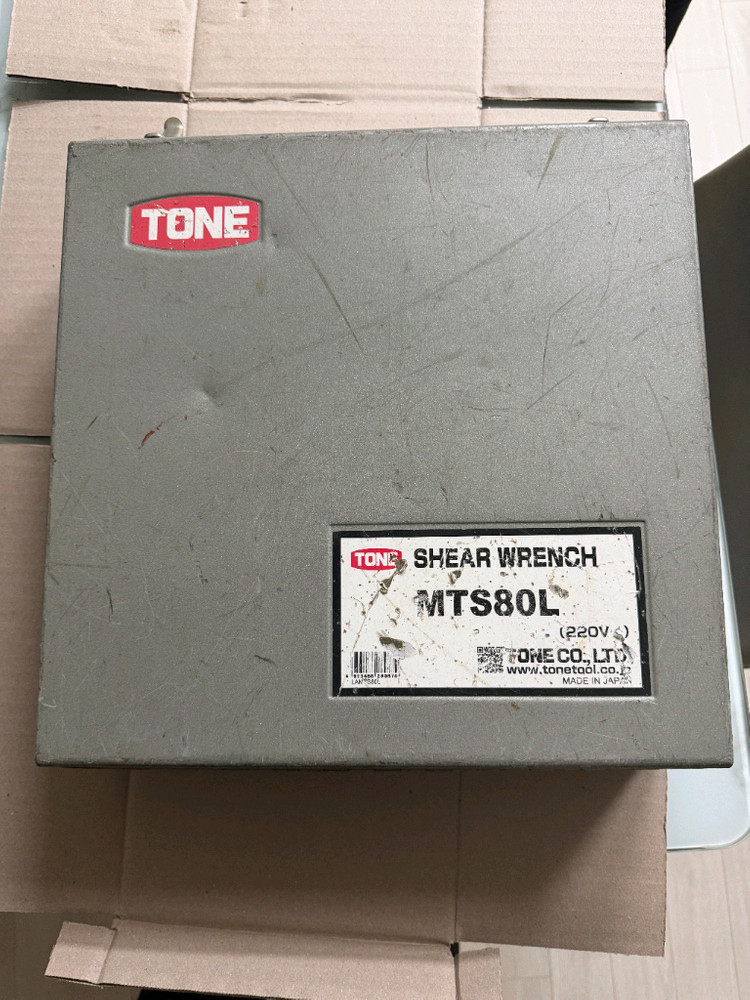 TONE
TONE SHEAR WRENCH
MTS80L
(220V
TONE CO., LTD
www.tonetool.co.jp
MADE IN JAPAN